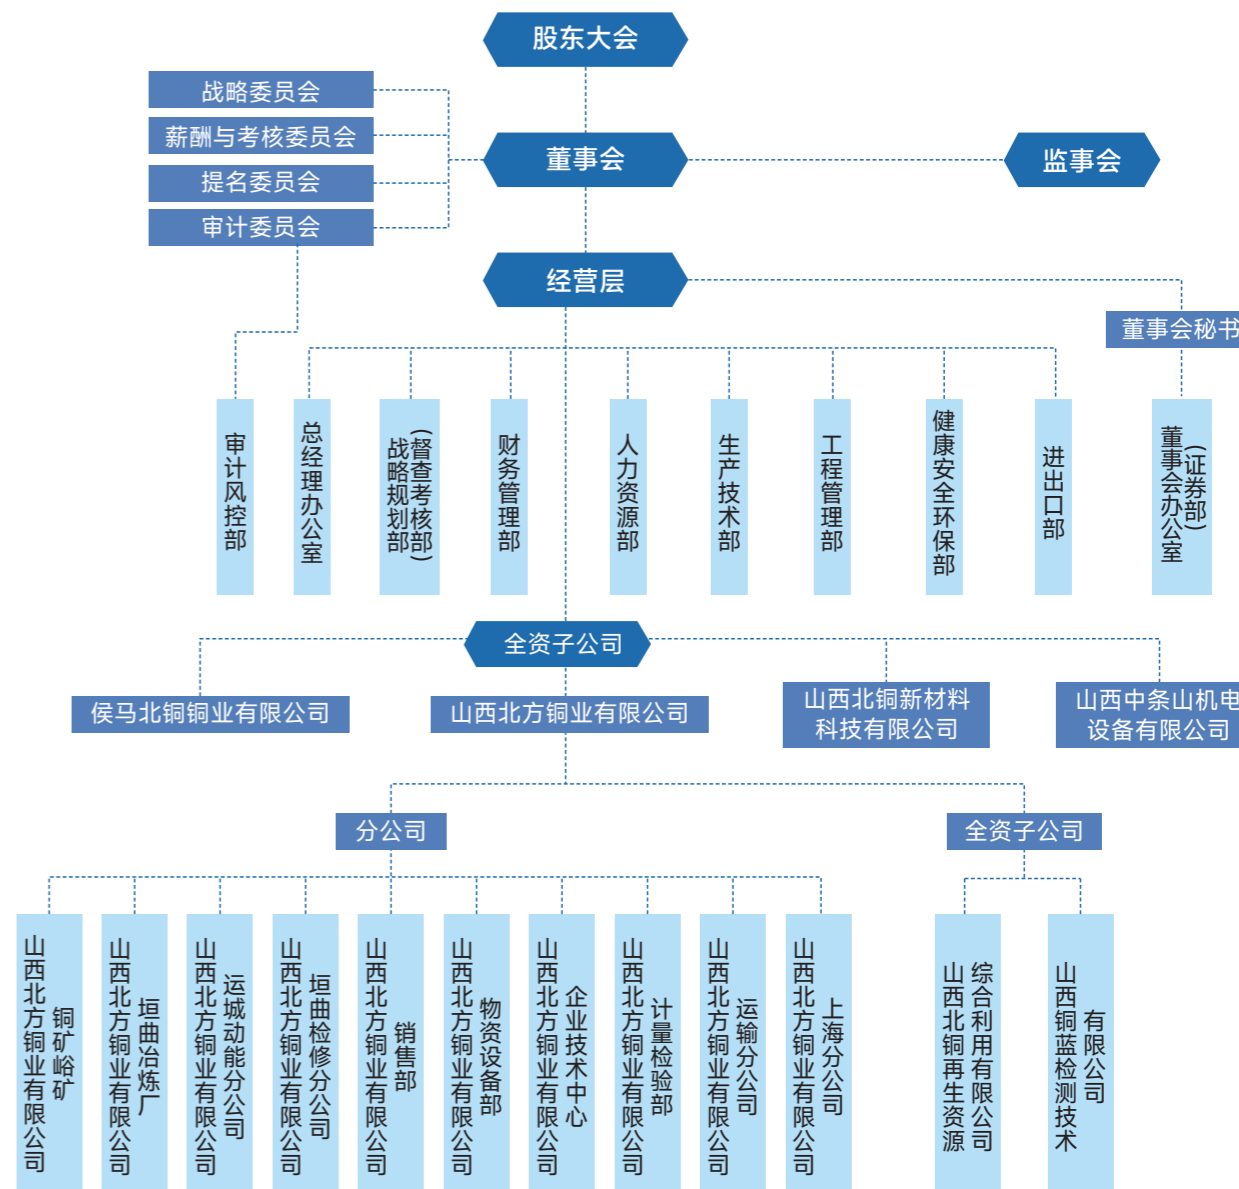 股东大会
战略委员会
薪酬与考核委员会
提名委员会
审计委员会
董事会
监事会
经营层
董事会秘书
审计风控部
总经理办公室
战略规划部
(督查考核部)
财务管理部
人力资源部
生产技术部
工程管理部
健康安全环保部
进出口部
董事会办公室
(证券部)
全资子公司
侯马北铜铜业有限公司
山西北方铜业有限公司
山西北铜新材料
科技有限公司
山西中条山机电
设备有限公司
分公司
全资子公司
山西北方铜业有限公司
铜矿峪矿
山西北方铜业有限公司
垣曲冶炼厂
山西北方铜业有限公司
运城动能分公司
山西北方铜业有限公司
垣曲检修分公司
山西北方铜业有限公司
销售部
山西北方铜业有限公司
物资设备部
山西北方铜业有限公司
企业技术中心
山西北方铜业有限公司
计量检验部
山西北方铜业有限公司
运输分公司
山西北方铜业有限公司
上海分公司
山西北铜再生资源
综合利用有限公司
山西铜蓝检测技术
有限公司